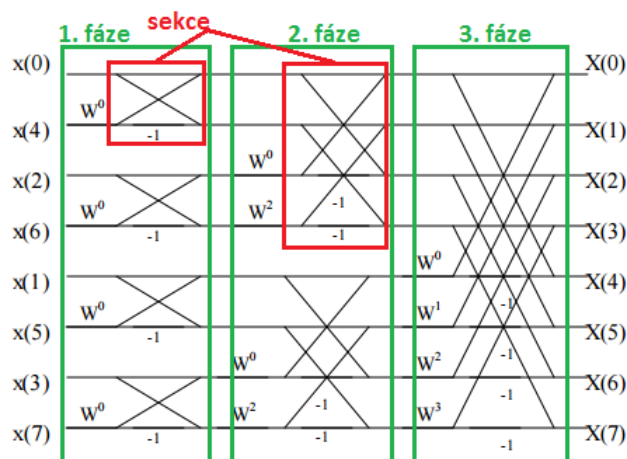 sekce
1. fáze 2. fáze 3. fáze
x(0) X(0)
W⁰
x(4) -1 X(1)
W⁰
x(2) X(2)
W⁰ W² -1
x(6) -1 -1 X(3)
W⁰
x(1) X(4)
W⁰ W¹ -1
x(5) -1 X(5)
-1
W⁰ W²
x(3) X(6)
-1 -1
W⁰ W² W³
x(7) X(7)
-1 -1 -1